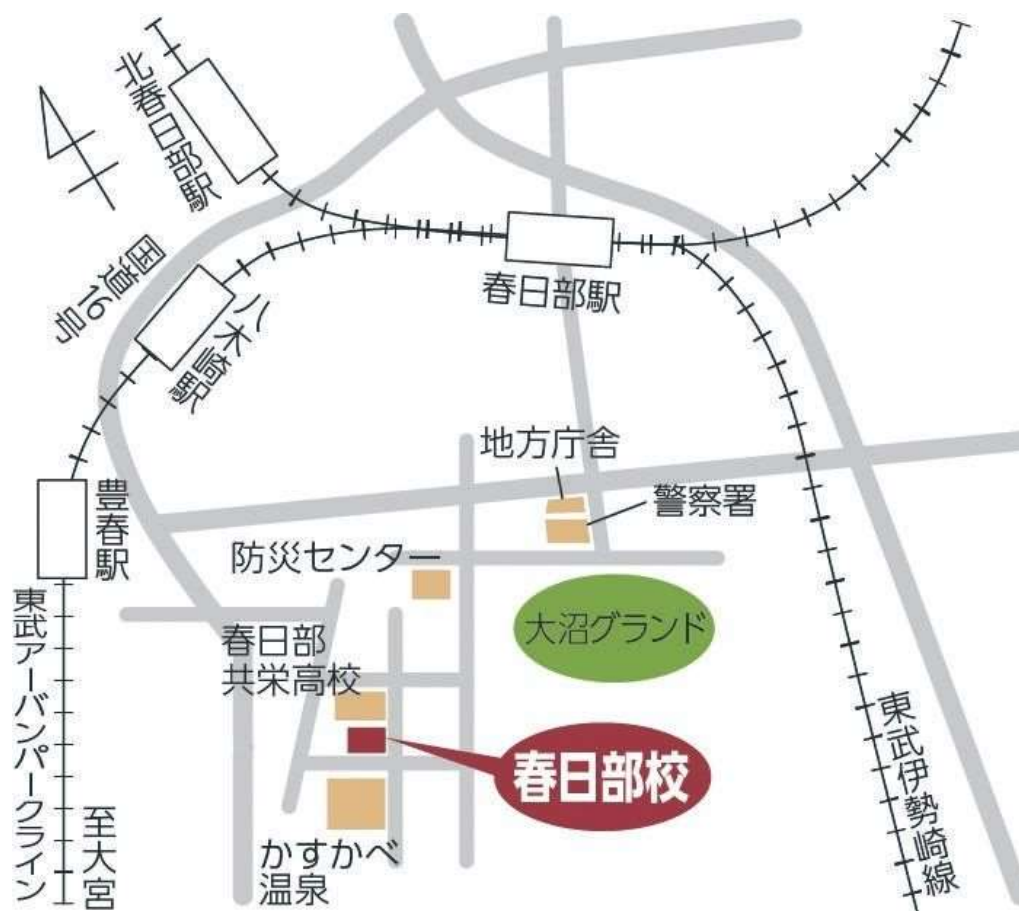 北春日部駅
国道16号
八木崎駅
春日部駅
豊春駅
地方庁舎
警察署
防災センター
大沼グランド
春日部
共栄高校
春日部校
かすかべ
温泉
東武アーバンパークライン
至大宮
東武伊勢崎線